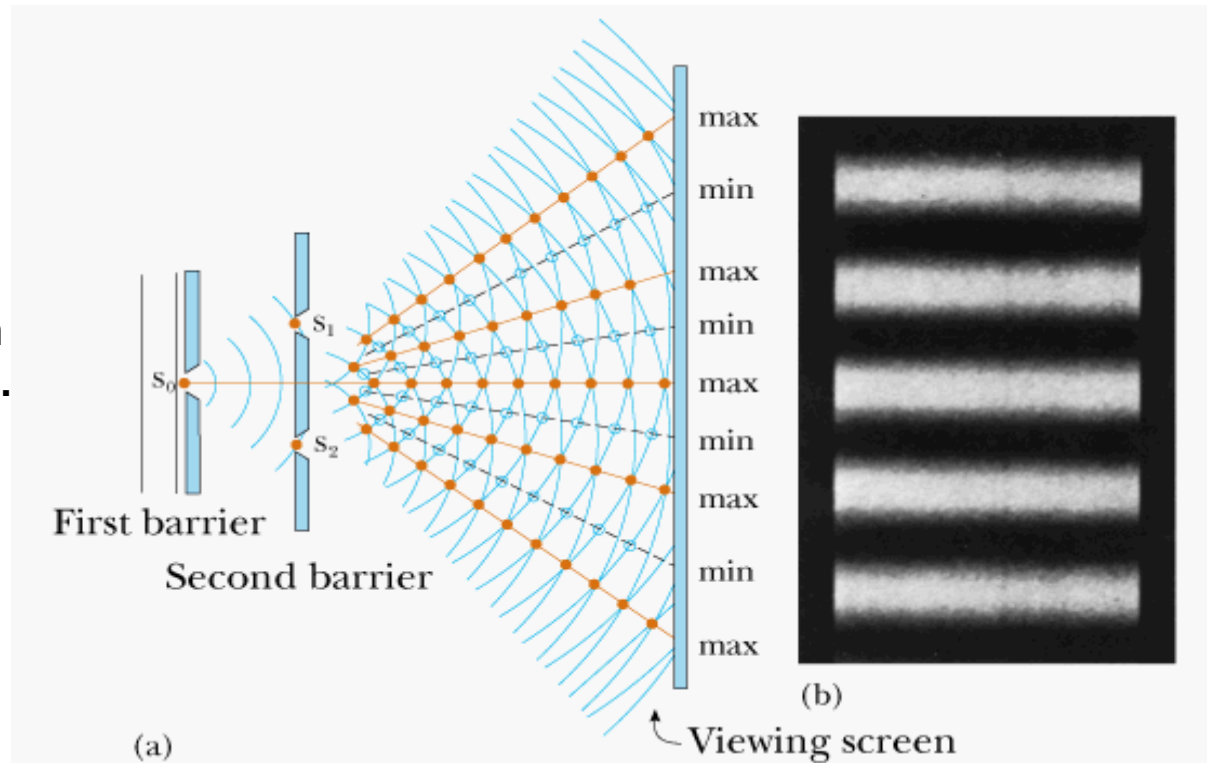 max
min
max
min
S₁
S₀
max
.
min
S₂
max
First barrier
min
Second barrier
max
(b)
Viewing screen
(a)